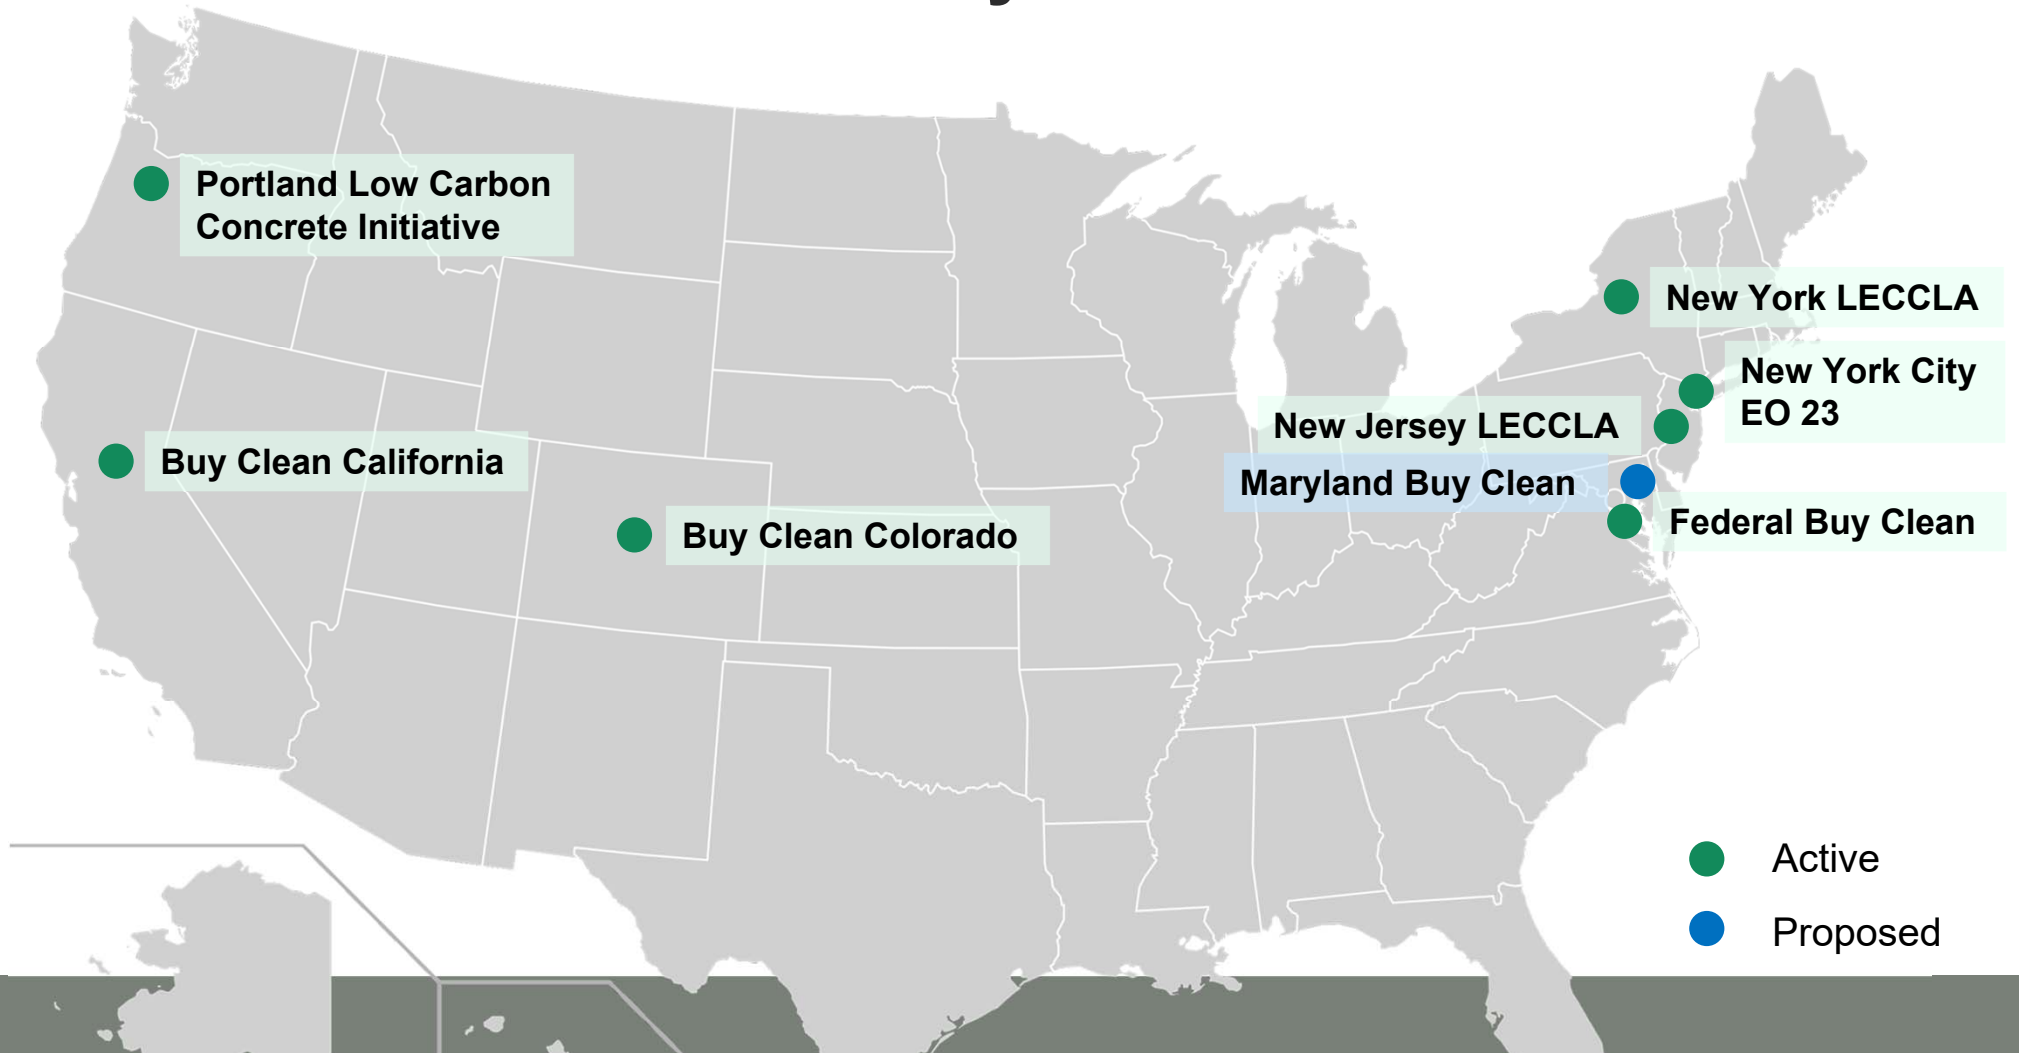 Portland Low Carbon
Concrete Initiative
New York LECCLA
New York City
EO 23
New Jersey LECCLA
Buy Clean California
Maryland Buy Clean
Federal Buy Clean
Buy Clean Colorado
Active
Proposed